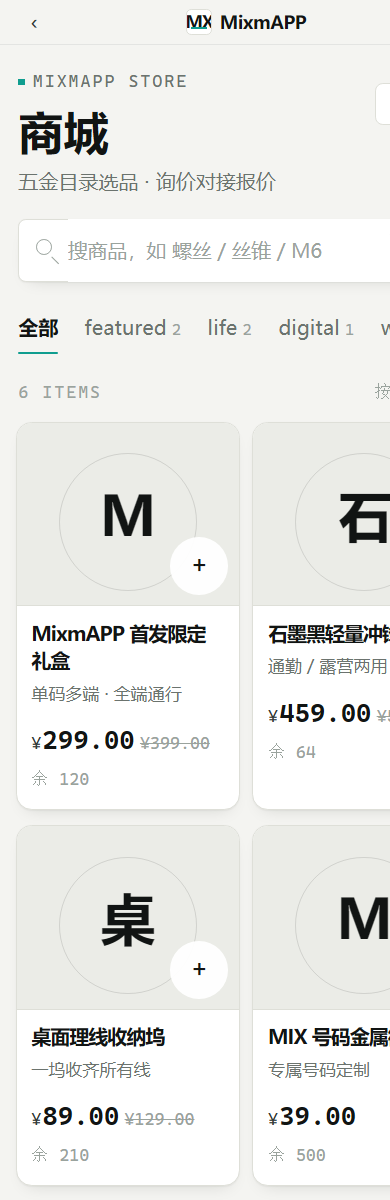 ‹
MX MixmAPP
MIXMAPP STORE
商城
五金目录选品 · 询价对接报价
搜商品，如 螺丝 / 丝锥 / M6
全部 featured 2 life 2 digital 1
6 ITEMS 按
M
+
MixmAPP 首发限定
礼盒
单码多端 · 全端通行
¥299.00 ¥399.00
余 120
石
石墨黑轻量冲
通勤 / 露营两用
¥459.00
余 64
桌
+
桌面理线收纳坞
一坞收齐所有线
¥89.00 ¥129.00
余 210
M
MIX 号码金属
专属号码定制
¥39.00
余 500